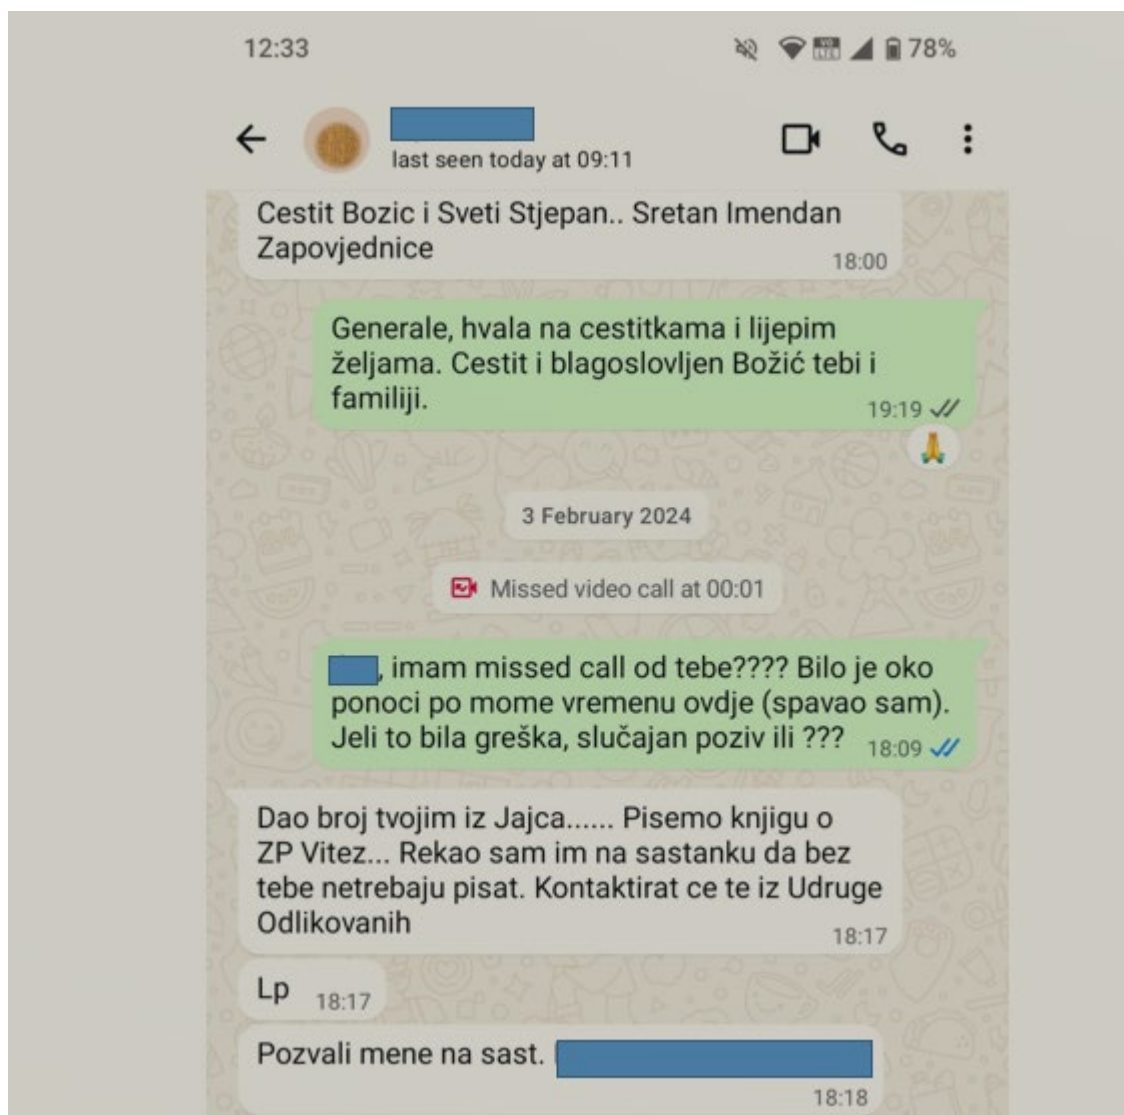 12:33
78%
last seen today at 09:11
Cestit Bozic i Sveti Stjepan.. Sretan Imendan
Zapovjednice
18:00
Generale, hvala na cestitkama i lijepim
željama. Cestit i blagoslovljen Božić tebi i
familiji.
19:19
3 February 2024
Missed video call at 00:01
, imam missed call od tebe???? Bilo je oko
ponoci po mome vremenu ovdje (spavao sam).
Jeli to bila greška, slučajan poziv ili ???
18:09
Dao broj tvojim iz Jajca...... Pisemo knjigu o
ZP Vitez... Rekao sam im na sastanku da bez
tebe netrebaju pisat. Kontaktirat ce te iz Udruge
Odlikovanih
18:17
Lp
18:17
Pozvali mene na sast.
18:18